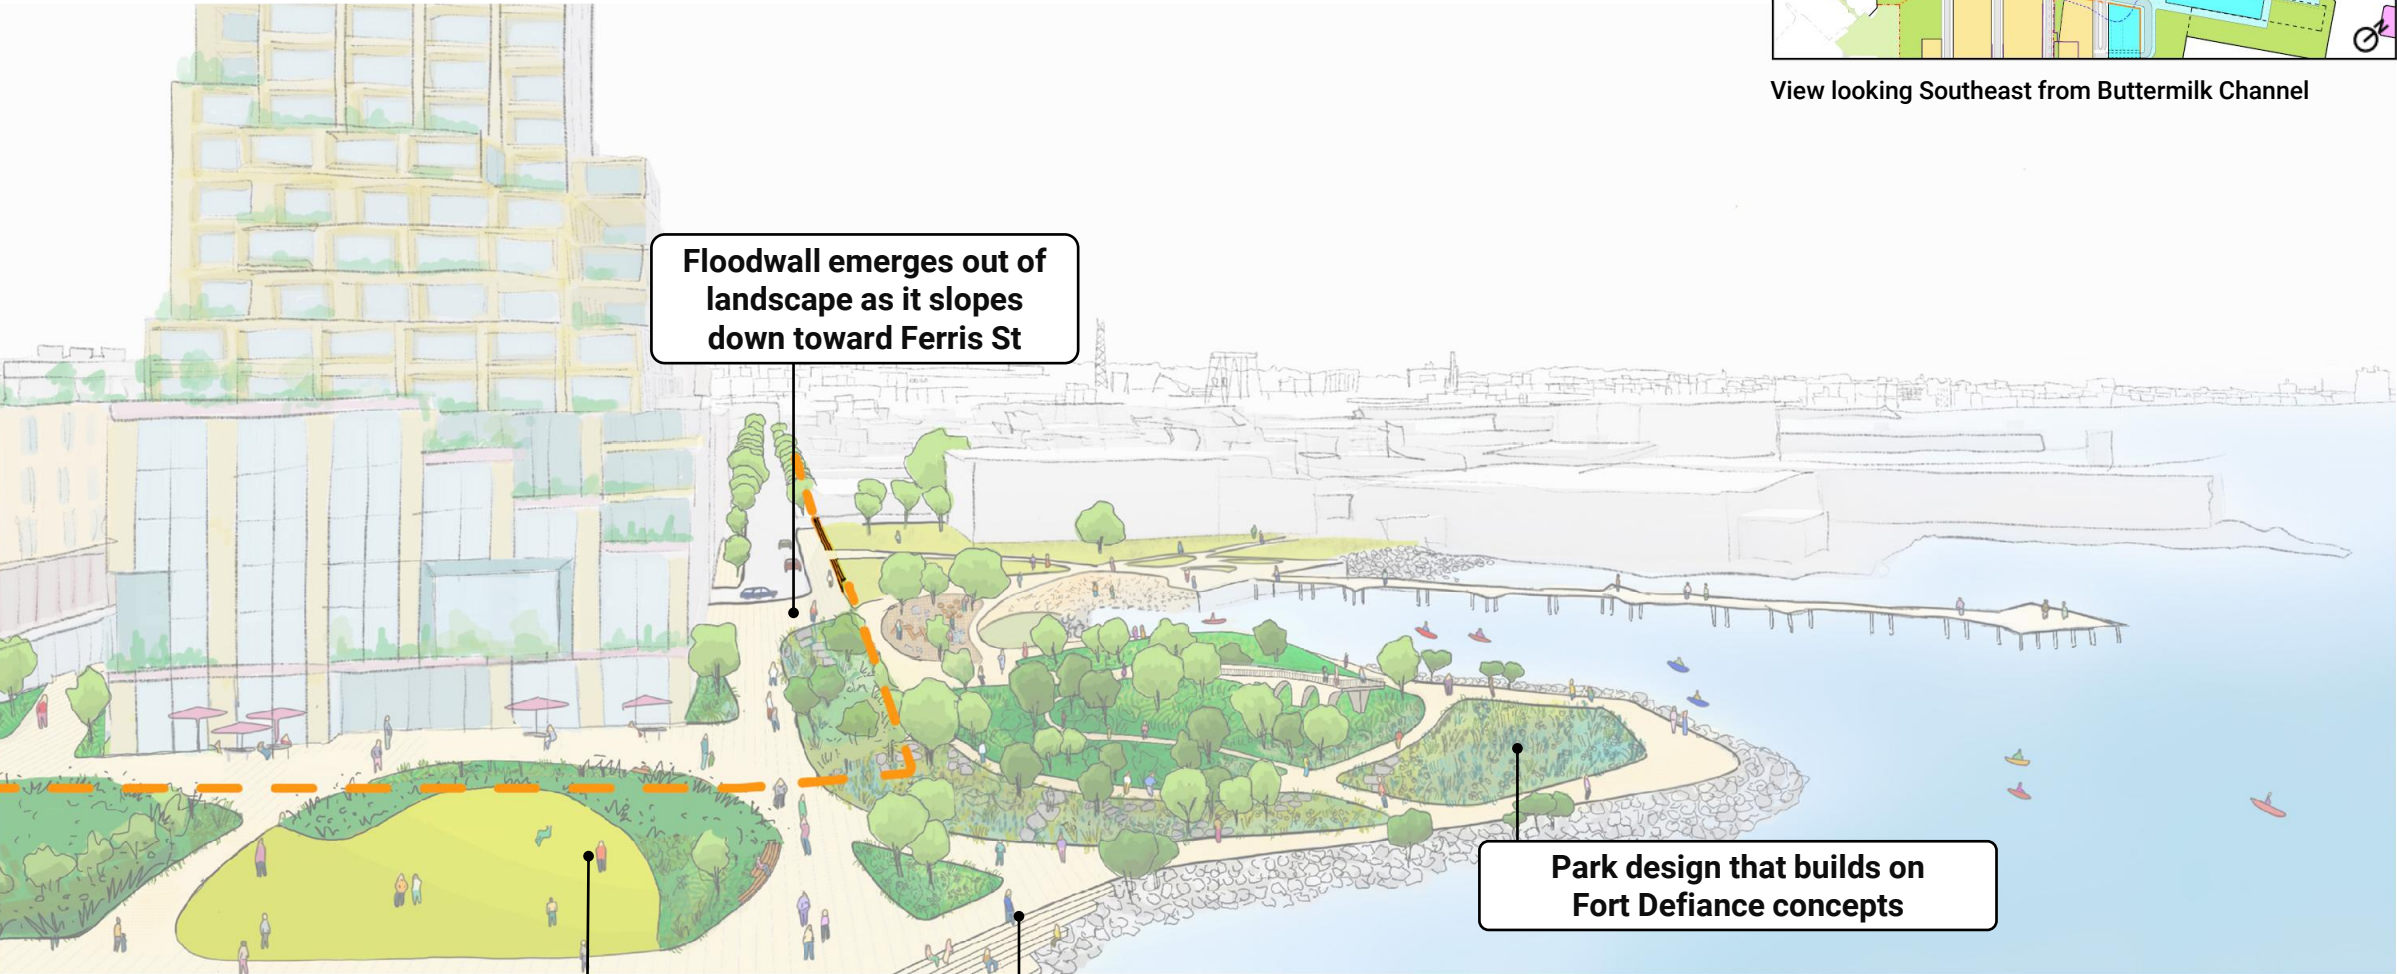 N
View looking Southeast from Buttermilk Channel
Floodwall emerges out of
landscape as it slopes
down toward Ferris St
Park design that builds on
Fort Defiance concepts